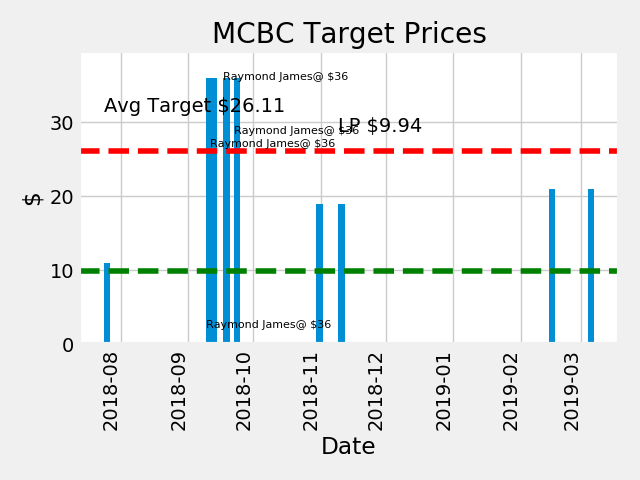 MCBC Target Prices
Raymond James@ $36
Avg Target $26.11
LP $9.94
Raymond James@ $36
Raymond James@ $36
Raymond James@ $36
$
30
20
10
0
2018-08
2018-09
2018-10
2018-11
2018-12
2019-01
2019-02
2019-03
Date